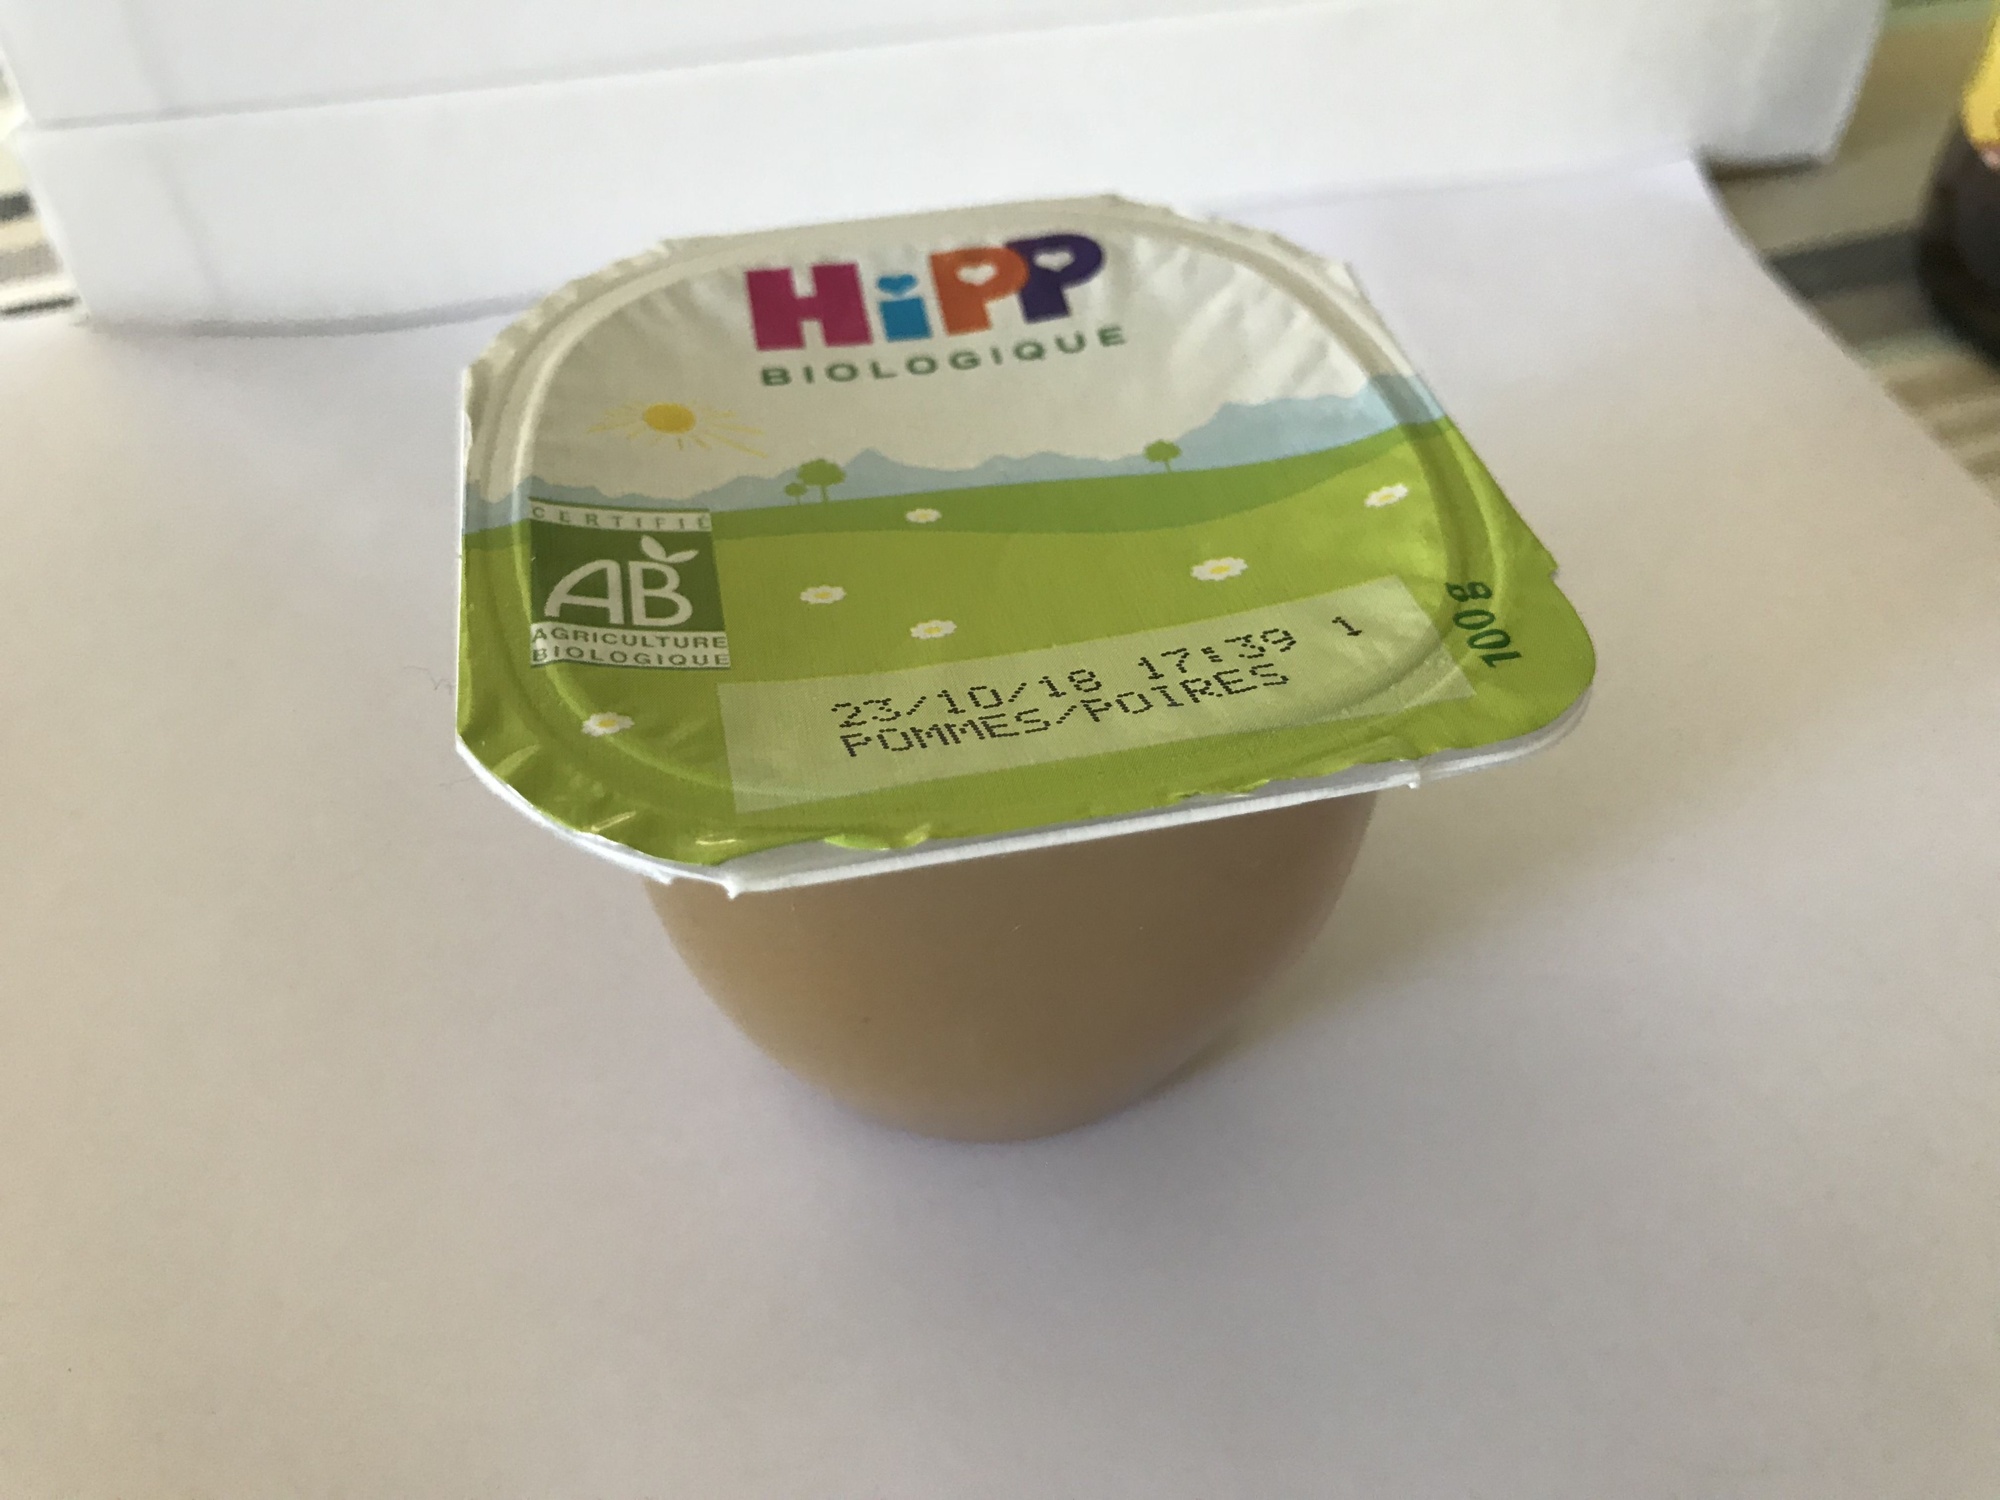 HiPP
BIOLOGIQUE
CERTIFIÉ
AB
AGRICULTURE
BIOLOGIQUE
100g
23/10/18 17:39 1
POMMES/POIRES